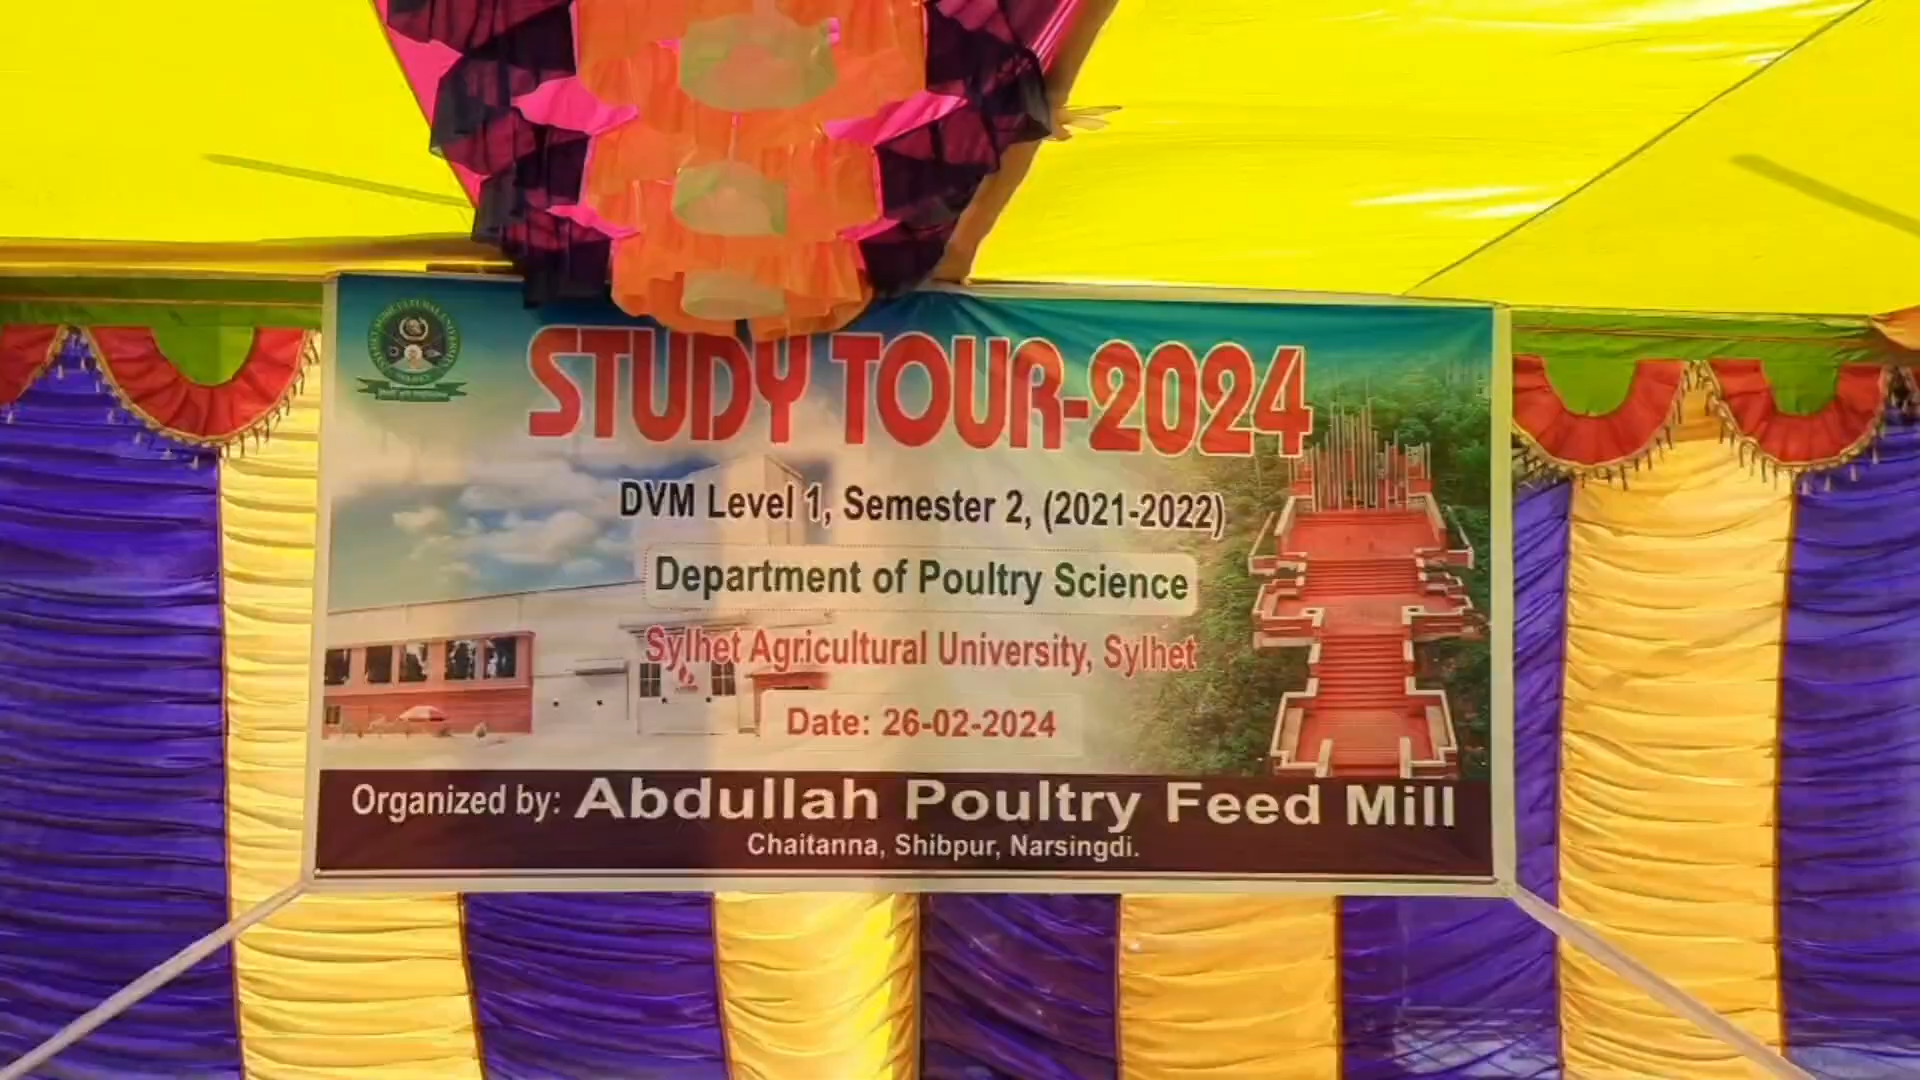 STUDY TOUR-2024
DVM Level 1, Semester 2, (2021-2022)
Department of Poultry Science
Sylhet Agricultural University, Sylhet
Date: 26-02-2024
Organized by: Abdullah Poultry Feed Mill
Chaitanna, Shibpur, Narsingdi.